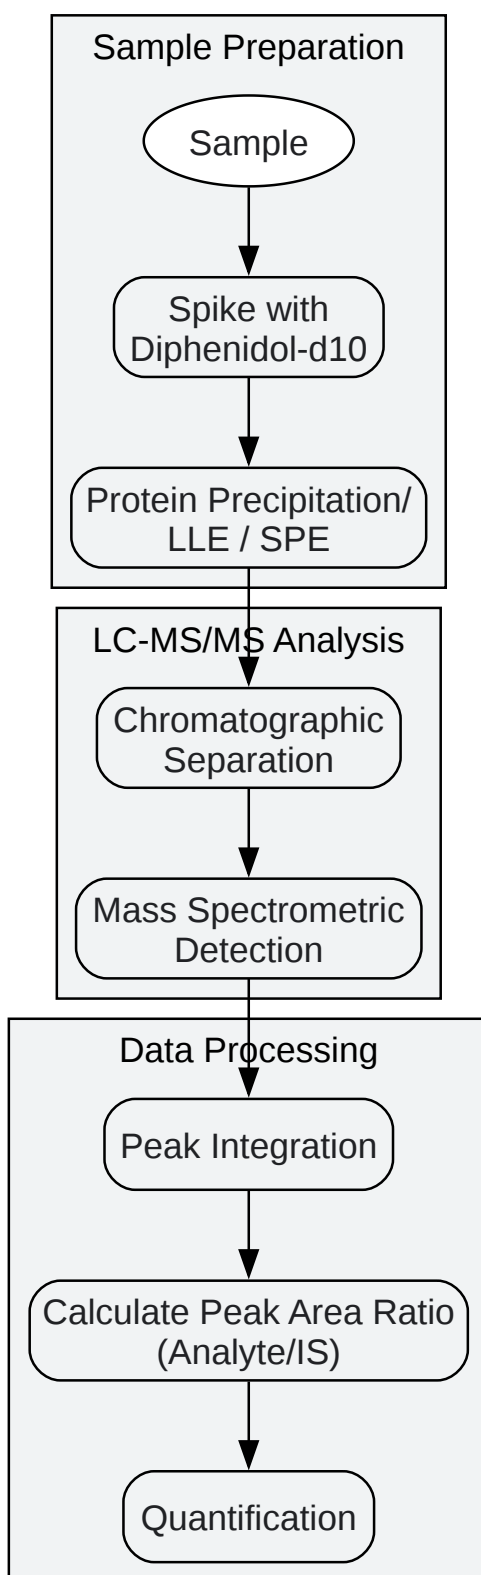 Sample Preparation
Sample
Spike with
Diphenidol-d10
Protein Precipitation/
LLE / SPE
LC-MS/MS Analysis
Chromatographic
Separation
Mass Spectrometric
Detection
Data Processing
Peak Integration
Calculate Peak Area Ratio
(Analyte/IS)
Quantification